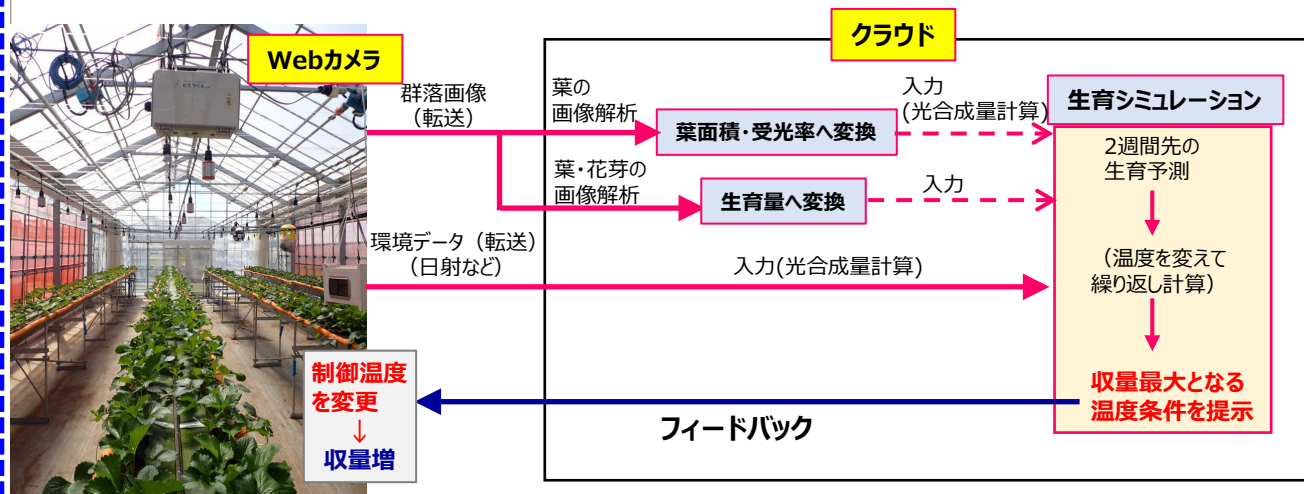 クラウド
Webカメラ
群落画像
（転送）
葉の
画像解析
葉面積・受光率へ変換
入力
(光合成量計算)
生育シミュレーション
葉・花芽の
画像解析
生育量へ変換
入力
2週間先の
生育予測
環境データ（転送）
（日射など）
入力(光合成量計算)
（温度を変えて
繰り返し計算）
収量最大となる
温度条件を提示
フィードバック
制御温度
を変更
↓
収量増